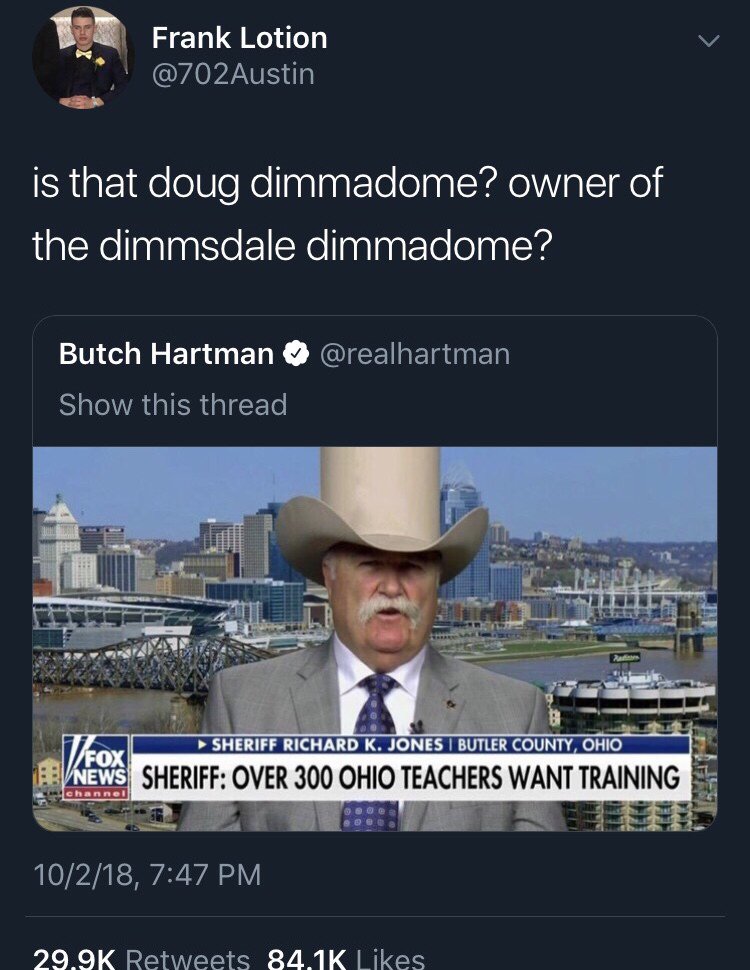 Frank Lotion
@702Austin
is that doug dimmadome? owner of
the dimmsdale dimmadome?
Butch Hartman @realhartman
Show this thread
Radisson
SHERIFF RICHARD K. JONES | BUTLER COUNTY, OHIO
FOX
NEWS
channel
SHERIFF: OVER 300 OHIO TEACHERS WANT TRAINING
10/2/18, 7:47 PM
29.9K Retweets 84.1K Likes